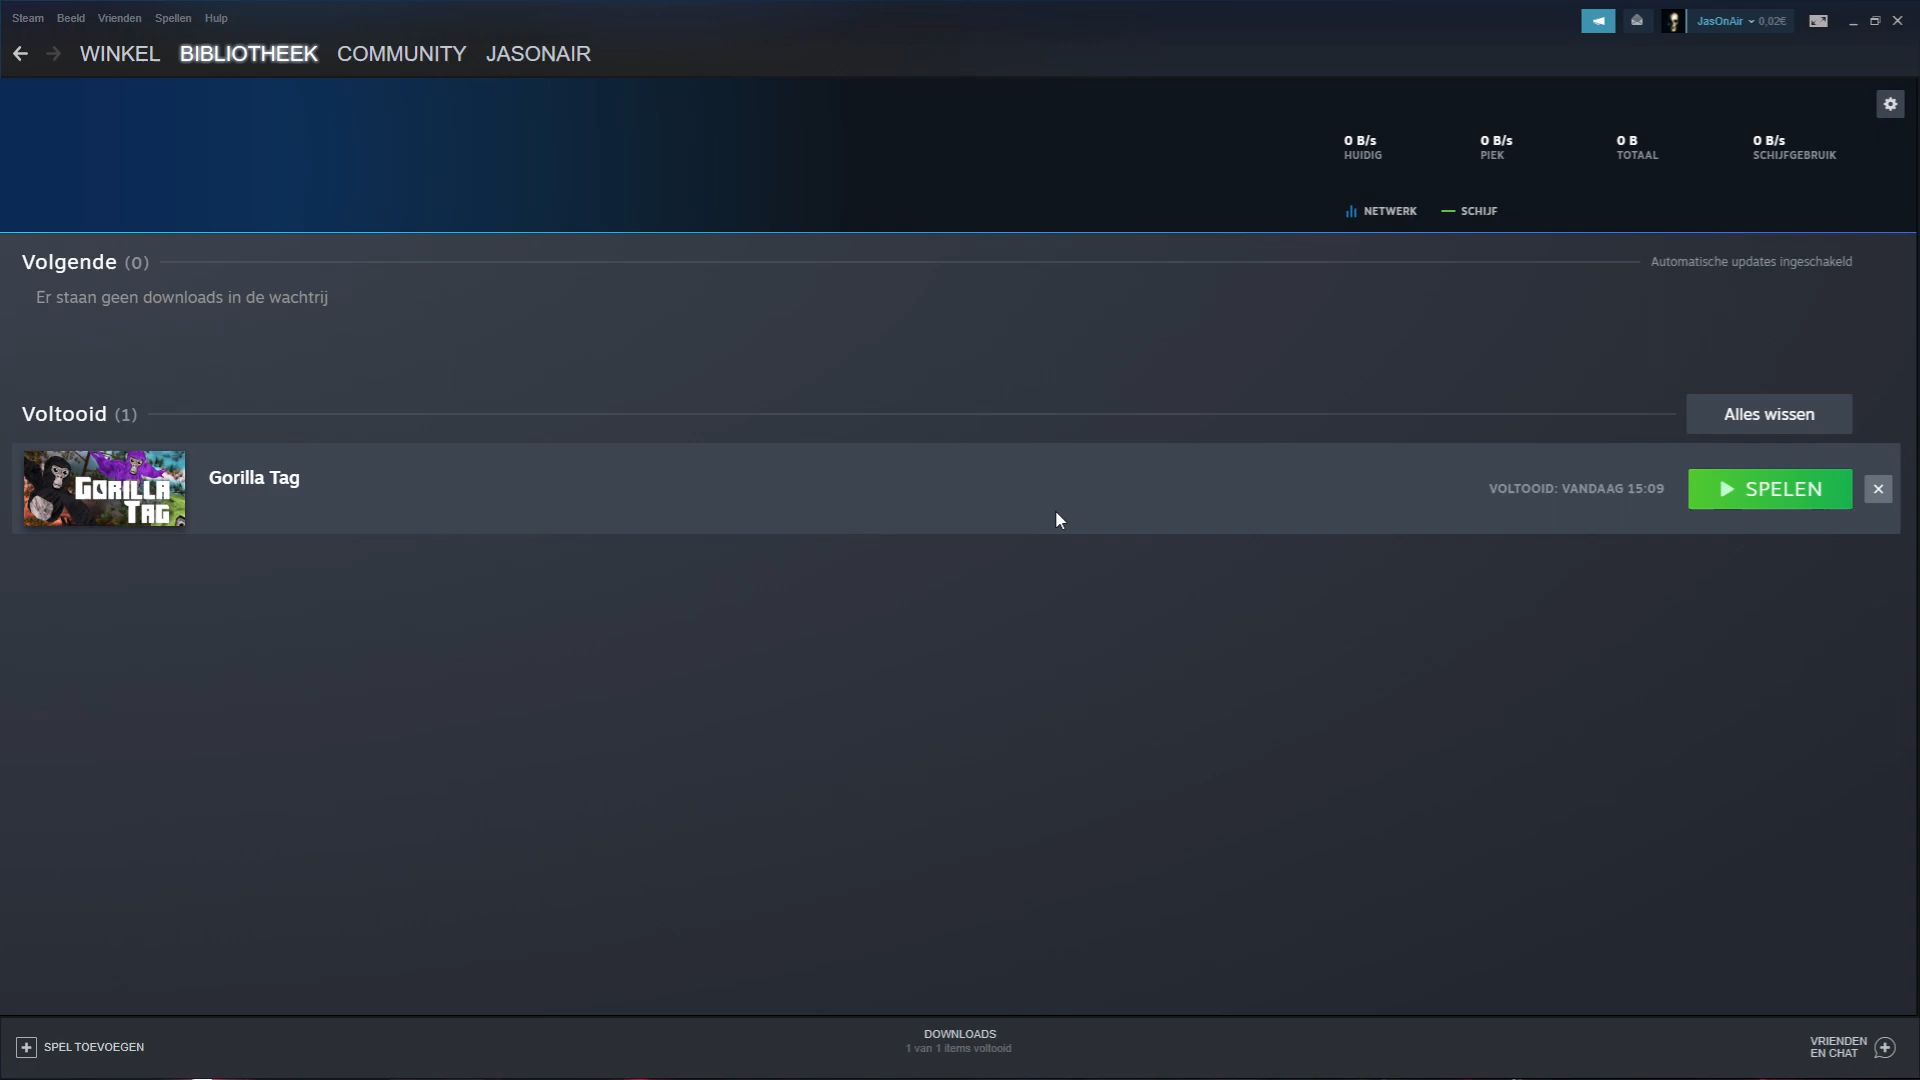 Steam Beeld Vrienden Spellen Hulp
JasOnAir 0,02€
WINKEL BIBLIOTHEEK COMMUNITY JASONAIR
0 B/s 0 B/s 0 B 0 B/s
HUIDIG PIEK TOTAAL SCHIJFGEBRUIK
NETWERK SCHIJF
Volgende (0) Automatische updates ingeschakeld
Er staan geen downloads in de wachtrij
Voltooid (1) Alles wissen
GORILLA
TAG
Gorilla Tag
VOLTOOID: VANDAAG 15:09 SPELEN
SPEL TOEVOEGEN
DOWNLOADS
1 van 1 items voltooid
VRIENDEN
EN CHAT